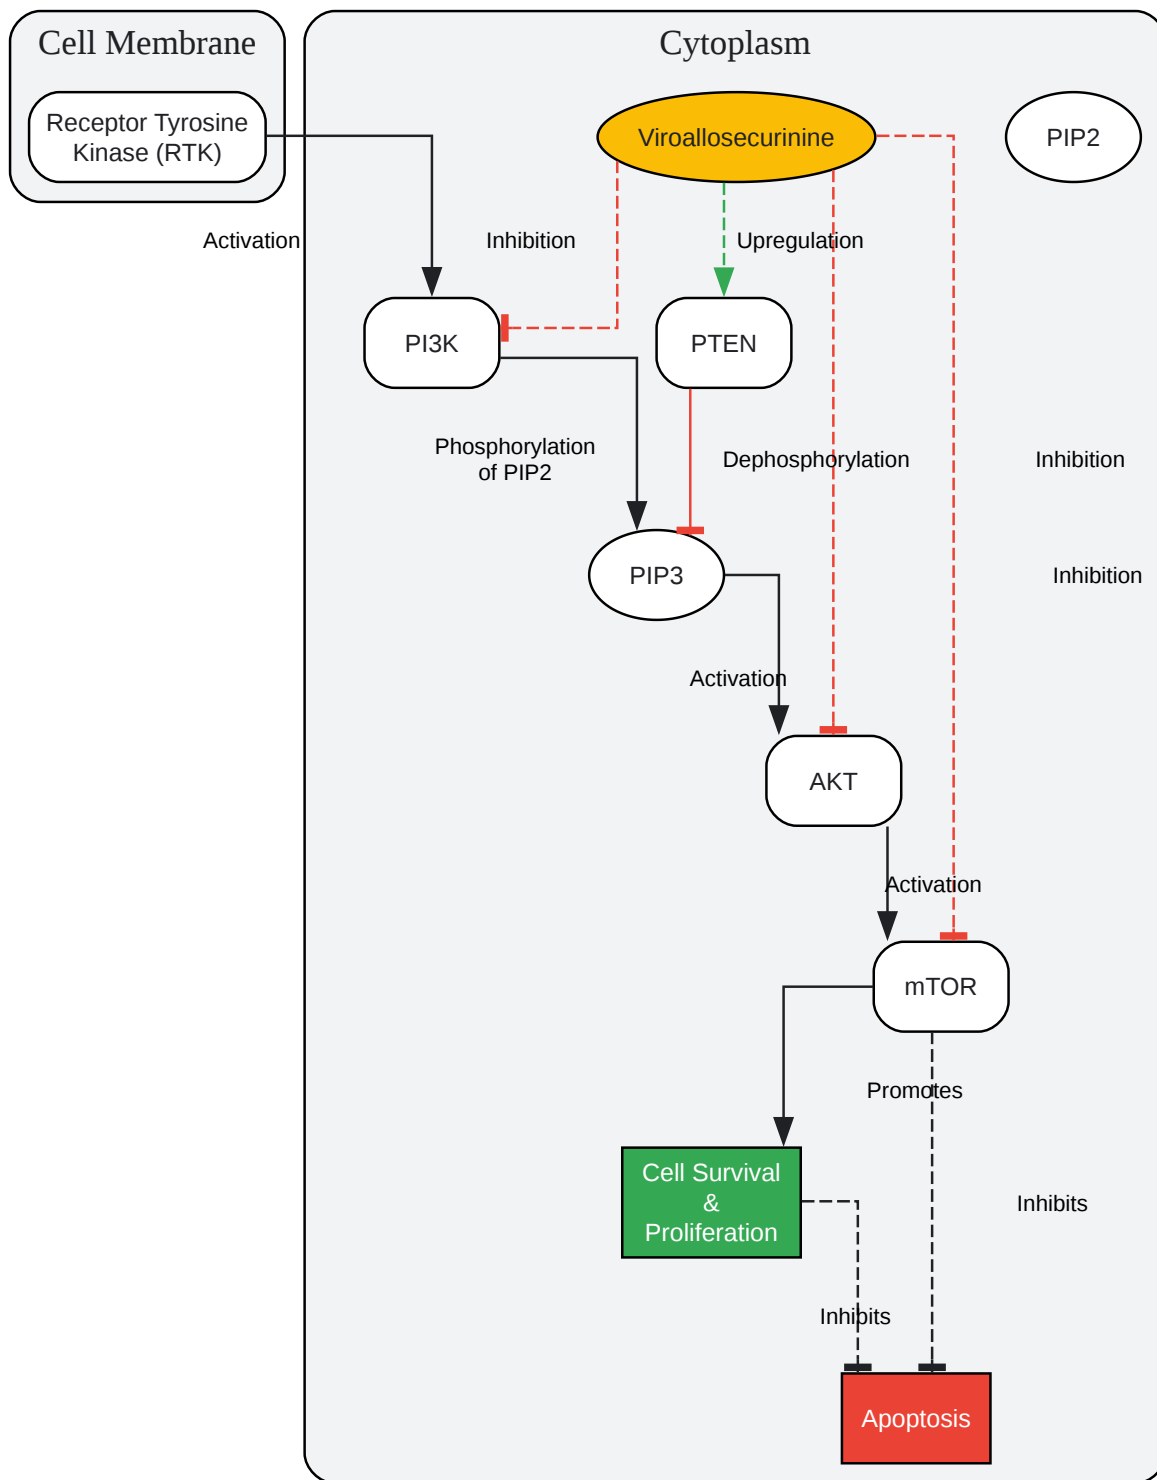 Cell Membrane
Cytoplasm
Receptor Tyrosine
Kinase (RTK)
Viroallosecurinine
PIP2
Activation
Inhibition
Upregulation
PI3K
PTEN
Phosphorylation
of PIP2
Dephosphorylation
Inhibition
PIP3
Inhibition
Activation
AKT
Activation
mTOR
Promotes
Cell Survival
&
Proliferation
Inhibits
Inhibits
Apoptosis